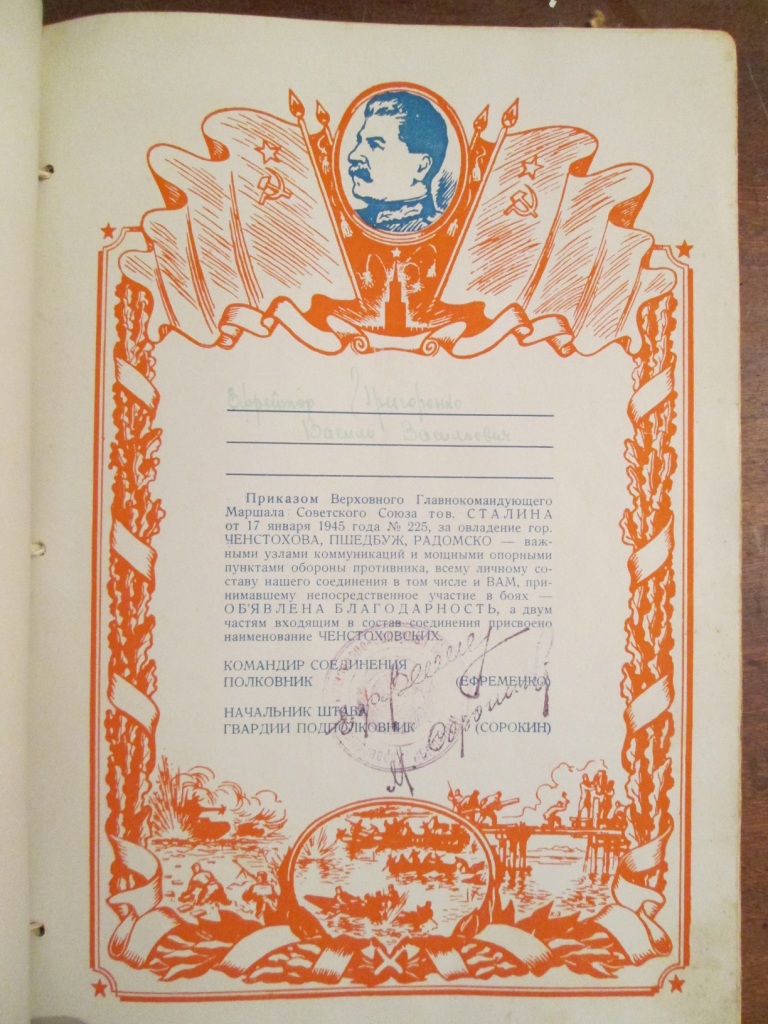 Ефрейтор Григоренко
Василь Васильевич
Приказом Верховного Главнокомандующего
Маршала Советского Союза тов. СТАЛИНА
от 17 января 1945 года № 225, за овладение гор.
ЧЕНСТОХОВА, ПШЕДБУЖ, РАДОМСКО — важ-
ными узлами коммуникаций и мощными опорными
пунктами обороны противника, всему личному со-
ставу нашего соединения в том числе и ВАМ, при-
нимавшему непосредственное участие в боях —
ОБ'ЯВЛЕНА БЛАГОДАРНОСТЬ, а двум
частям входящим в состав соединения присвоено
наименование ЧЕНСТОХОВСКИХ.
КОМАНДИР СОЕДИНЕНИЯ
ПОЛКОВНИК (ЕФРЕМЕНКО)
НАЧАЛЬНИК ШТАБА
ГВАРДИИ ПОДПОЛКОВНИК (СОРОКИН)